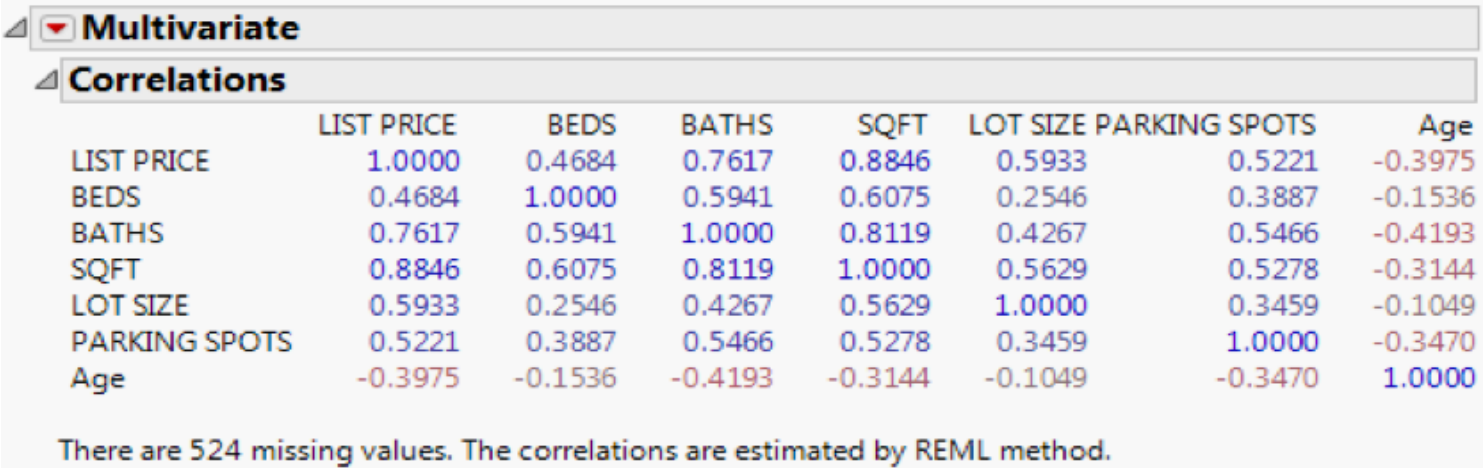 Multivariate
Correlations
LIST PRICE BEDS BATHS SQFT LOT SIZE PARKING SPOTS Age
LIST PRICE 1.0000 0.4684 0.7617 0.8846 0.5933 0.5221 -0.3975
BEDS 0.4684 1.0000 0.5941 0.6075 0.2546 0.3887 -0.1536
BATHS 0.7617 0.5941 1.0000 0.8119 0.4267 0.5466 -0.4193
SQFT 0.8846 0.6075 0.8119 1.0000 0.5629 0.5278 -0.3144
LOT SIZE 0.5933 0.2546 0.4267 0.5629 1.0000 0.3459 -0.1049
PARKING SPOTS 0.5221 0.3887 0.5466 0.5278 0.3459 1.0000 -0.3470
Age -0.3975 -0.1536 -0.4193 -0.3144 -0.1049 -0.3470 1.0000
There are 524 missing values. The correlations are estimated by REML method.